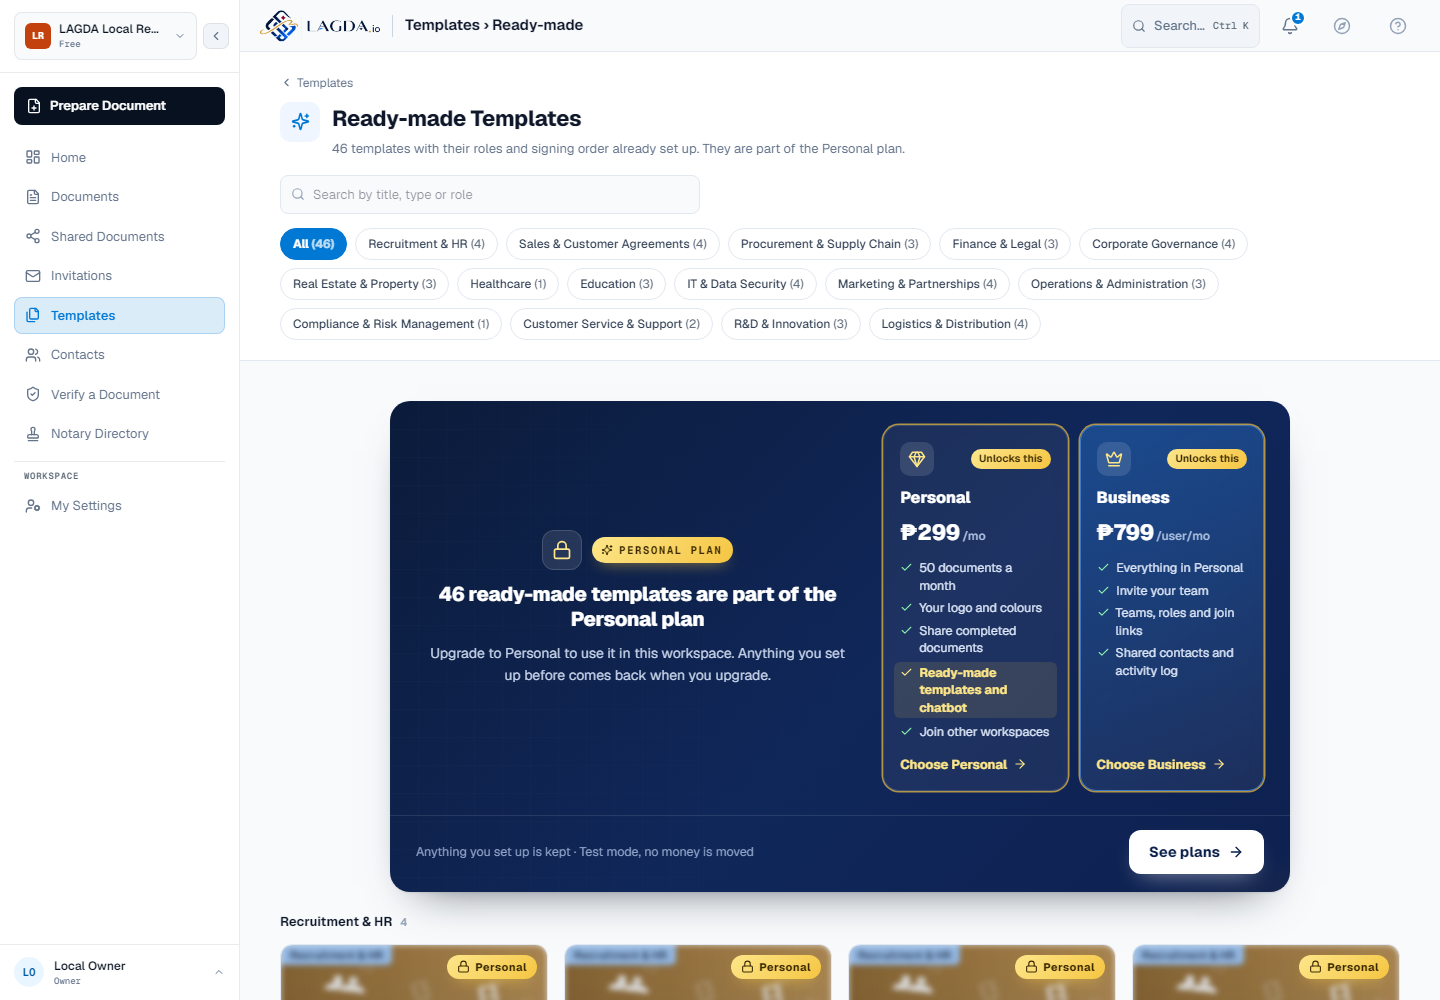 LR
LAGDA Local Re...
Free
LAGDA.io
Templates › Ready-made
Search... Ctrl K
1
Prepare Document
Home
Documents
Shared Documents
Invitations
Templates
Contacts
Verify a Document
Notary Directory
WORKSPACE
My Settings
LO
Local Owner
Owner
Templates
Ready-made Templates
46 templates with their roles and signing order already set up. They are part of the Personal plan.
Search by title, type or role
All (46)
Recruitment & HR (4)
Sales & Customer Agreements (4)
Procurement & Supply Chain (3)
Finance & Legal (3)
Corporate Governance (4)
Real Estate & Property (3)
Healthcare (1)
Education (3)
IT & Data Security (4)
Marketing & Partnerships (4)
Operations & Administration (3)
Compliance & Risk Management (1)
Customer Service & Support (2)
R&D & Innovation (3)
Logistics & Distribution (4)
PERSONAL PLAN
46 ready-made templates are part of the
Personal plan
Upgrade to Personal to use it in this workspace. Anything you set
up before comes back when you upgrade.
Unlocks this
Personal
₱299 /mo
50 documents a
month
Your logo and colours
Share completed
documents
Ready-made
templates and
chatbot
Join other workspaces
Choose Personal
Unlocks this
Business
₱799 /user/mo
Everything in Personal
Invite your team
Teams, roles and join
links
Shared contacts and
activity log
Choose Business
Anything you set up is kept · Test mode, no money is moved
See plans
Recruitment & HR 4
Recruitment & HR
Personal
Recruitment & HR
Personal
Recruitment & HR
Personal
Recruitment & HR
Personal